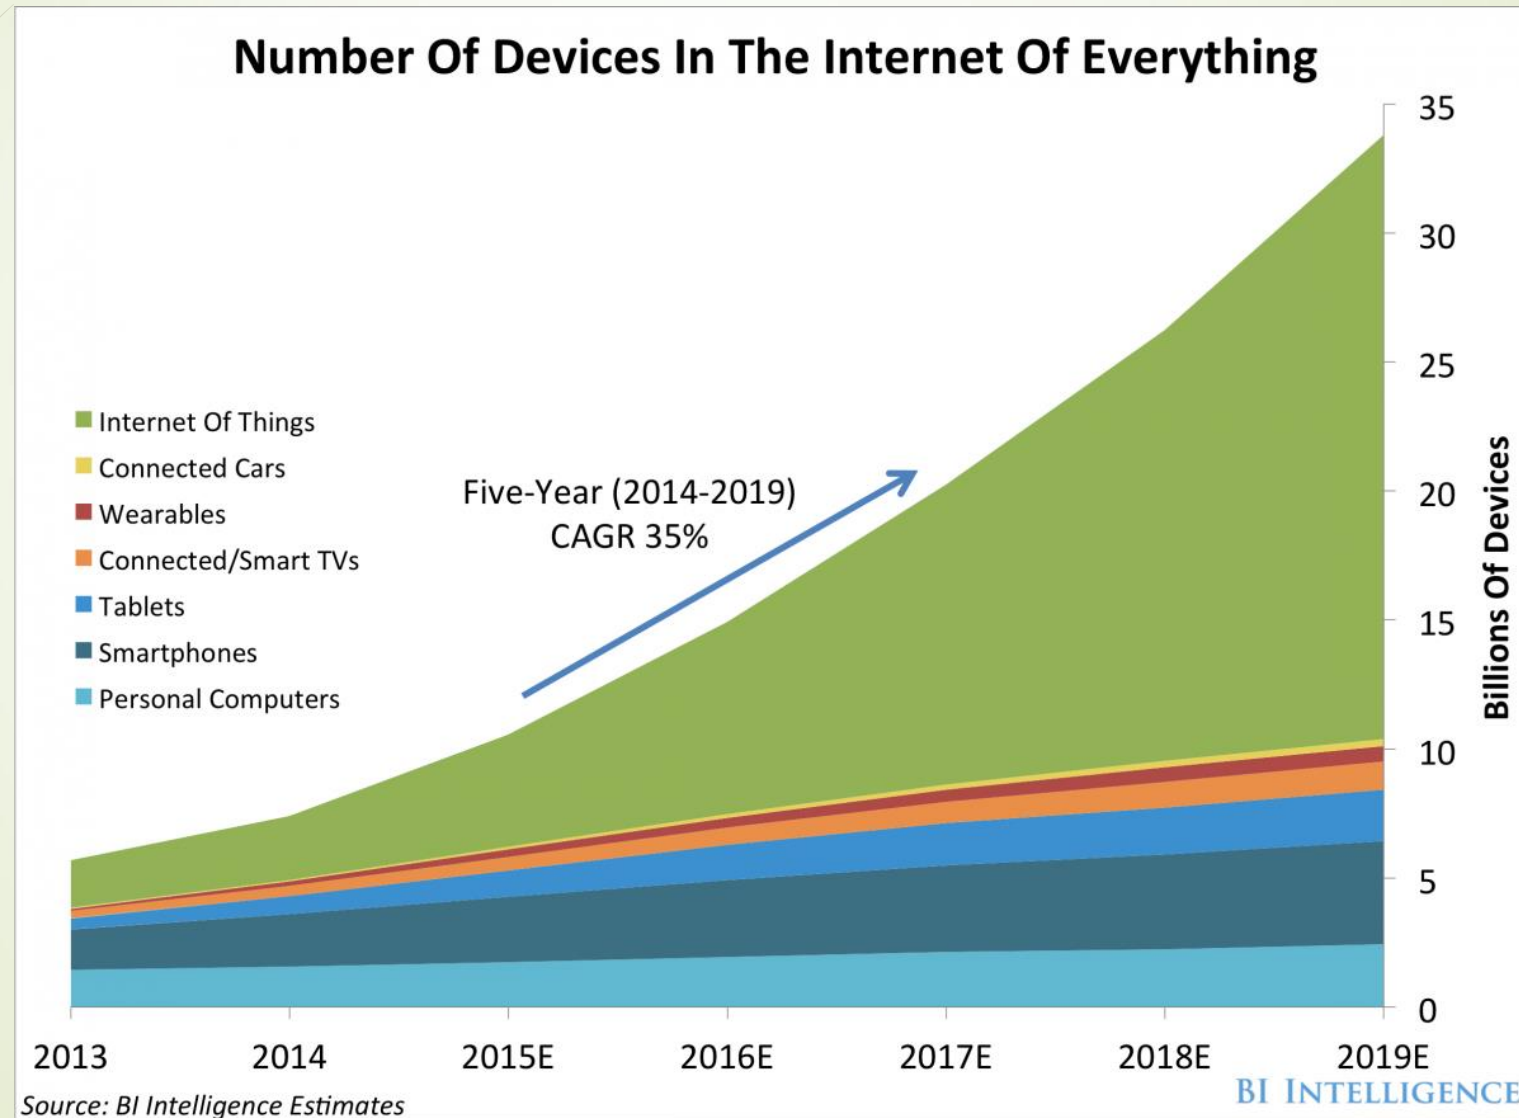 Number Of Devices In The Internet Of Everything
35
30
25
20
15
10
5
0
Billions Of Devices
Internet Of Things
Connected Cars
Wearables
Connected/Smart TVs
Tablets
Smartphones
Personal Computers
Five-Year (2014-2019)
CAGR 35%
2013 2014 2015E 2016E 2017E 2018E 2019E
Source: BI Intelligence Estimates
BI INTELLIGENCE